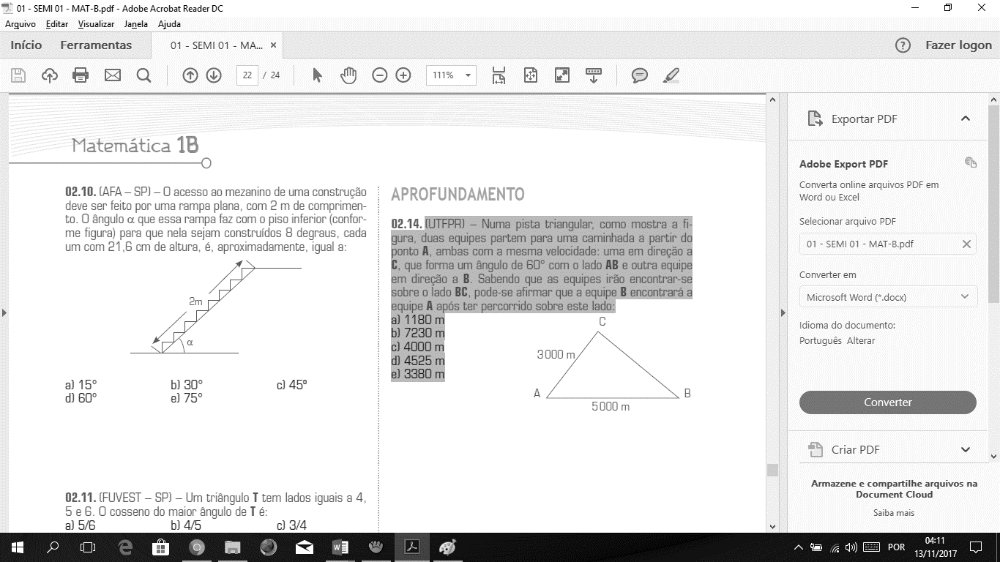 01 - SEMI 01 - MAT-B.pdf - Adobe Acrobat Reader DC
Arquivo Editar Visualizar Janela Ajuda
Início Ferramentas 01 - SEMI 01 - MA... × ? Fazer logon
22 / 24 111%
Matemática 1B
02.10. (AFA – SP) – O acesso ao mezanino de uma construção
deve ser feito por uma rampa plana, com 2 m de comprimen-
to. O ângulo α que essa rampa faz com o piso inferior (confor-
me figura) para que nela sejam construídos 8 degraus, cada
um com 21,6 cm de altura, é, aproximadamente, igual a:
2m
α
a) 15° b) 30° c) 45°
d) 60° e) 75°
02.11. (FUVEST – SP) – Um triângulo T tem lados iguais a 4,
5 e 6. O cosseno do maior ângulo de T é:
a) 5/6 b) 4/5 c) 3/4
APROFUNDAMENTO
02.14. (UTFPR) – Numa pista triangular, como mostra a fi-
gura, duas equipes partem para uma caminhada a partir do
ponto A, ambas com a mesma velocidade: uma em direção a
C, que forma um ângulo de 60° com o lado AB e outra equipe
em direção a B. Sabendo que as equipes irão encontrar-se
sobre o lado BC, pode-se afirmar que a equipe B encontrará a
equipe A após ter percorrido sobre este lado:
a) 1180 m
b) 7230 m
c) 4000 m
d) 4525 m
e) 3380 m
C
3000 m
A B
5000 m
Exportar PDF
Adobe Export PDF
Converta online arquivos PDF em
Word ou Excel
Selecionar arquivo PDF
01 - SEMI 01 - MAT-B.pdf ×
Converter em
Microsoft Word (*.docx)
Idioma do documento:
Português Alterar
Converter
Criar PDF
Armazene e compartilhe arquivos na
Document Cloud
Saiba mais
POR
04:11
13/11/2017